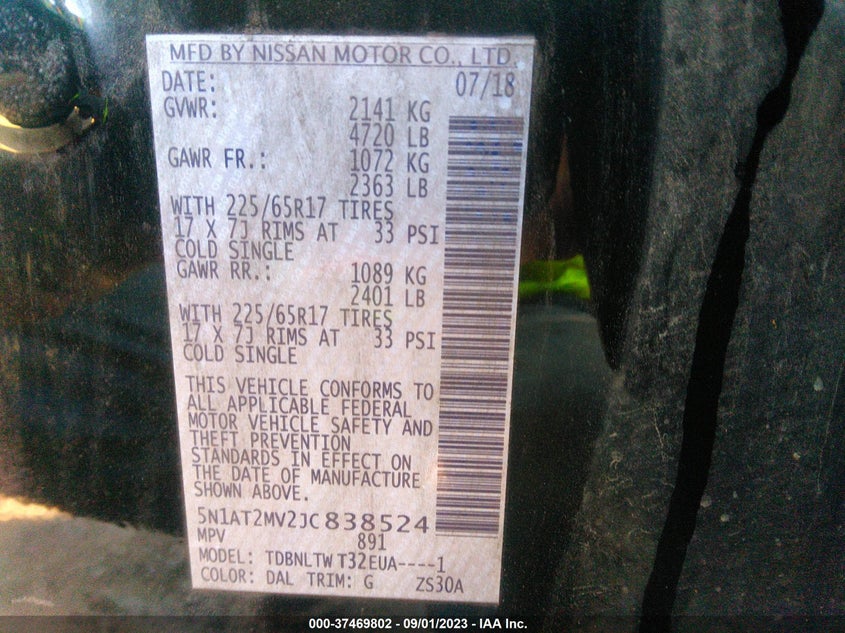 MFD BY NISSAN MOTOR CO., LTD.
DATE: 07/18
GVWR: 2141 KG
4720 LB
GAWR FR.: 1072 KG
2363 LB
WITH 225/65R17 TIRES
17 X 7J RIMS AT 33 PSI
COLD SINGLE
GAWR RR.: 1089 KG
2401 LB
WITH 225/65R17 TIRES
17 X 7J RIMS AT 33 PSI
COLD SINGLE
THIS VEHICLE CONFORMS TO
ALL APPLICABLE FEDERAL
MOTOR VEHICLE SAFETY AND
THEFT PREVENTION
STANDARDS IN EFFECT ON
THE DATE OF MANUFACTURE
SHOWN ABOVE.
5N1AT2MV2JC838524
MPV 891
MODEL: TDBNLTW T32EUA----1
COLOR: DAL TRIM: G ZS30A
000-37469802 - 09/01/2023 - IAA Inc.